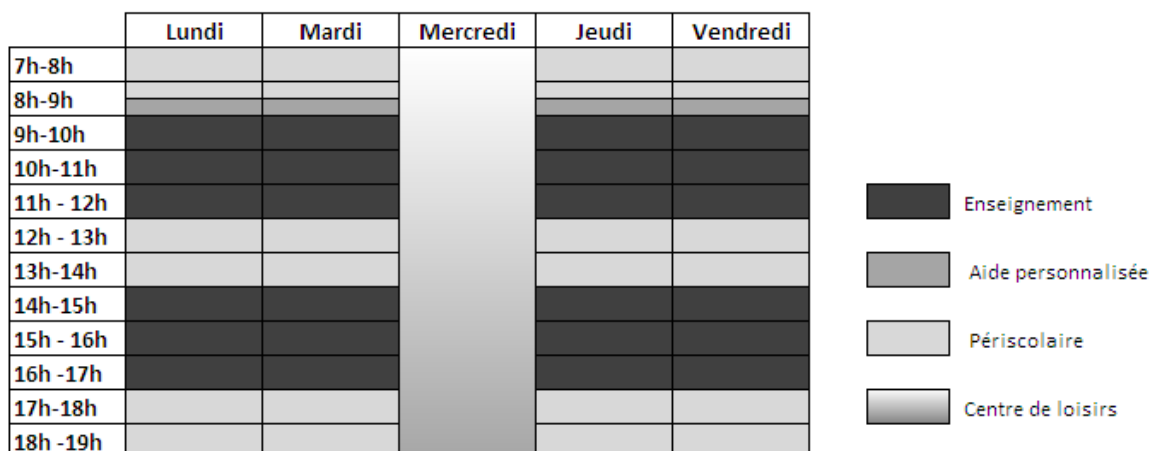 Lundi Mardi Mercredi Jeudi Vendredi
7h-8h
8h-9h
9h-10h
10h-11h
11h - 12h
12h - 13h
13h-14h
14h-15h
15h - 16h
16h -17h
17h-18h
18h -19h
Enseignement
Aide personnalisée
Périscolaire
Centre de loisirs